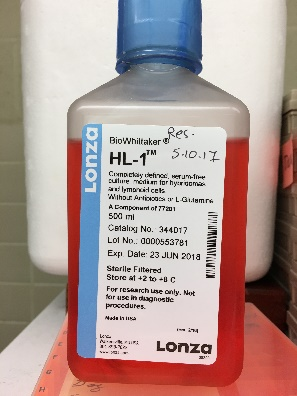 Lonza
BioWhittaker®
Res.
HL-1™
5.10.17
Completely defined, serum-free
culture medium for hybridomas
and lymphoid cells
Without Antibiotics or L-Glutamine
A Component of 77201
500 ml
Catalog No. 344017
Lot No.: 0000553781
Exp. Date: 23 JUN 2018
Sterile Filtered
Store at +2 to +8 C
For research use only. Not
for use in diagnostic
procedures.
Made in USA
Lonza
Lonza